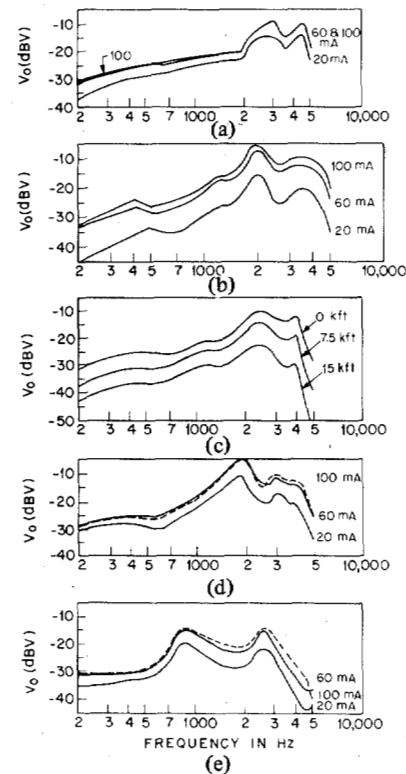 -10
-20
-30
-40
V₀(dBV)
100
60 & 100
mA
20mA
2 3 4 5 7 1000 2 3 4 5 10,000
(a)
-5
-15
-25
-35
-45
V₀ (dBV)
100 mA
60 mA
20 mA
2 3 4 5 7 1000 2 3 4 5 10,000
(b)
-10
-20
-30
-40
-50
V₀ (dBV)
0 kft
7.5 kft
15 kft
2 3 4 5 7 1000 2 3 4 5 10,000
(c)
-10
-20
-30
-40
V₀ (dBV)
100 mA
60 mA
20 mA
2 3 4 5 7 1000 2 3 4 5 10,000
(d)
-10
-20
-30
-40
V₀ (dBV)
60 mA
100 mA
20 mA
2 3 4 5 7 1000 2 3 4 5 10,000
FREQUENCY IN HZ
(e)